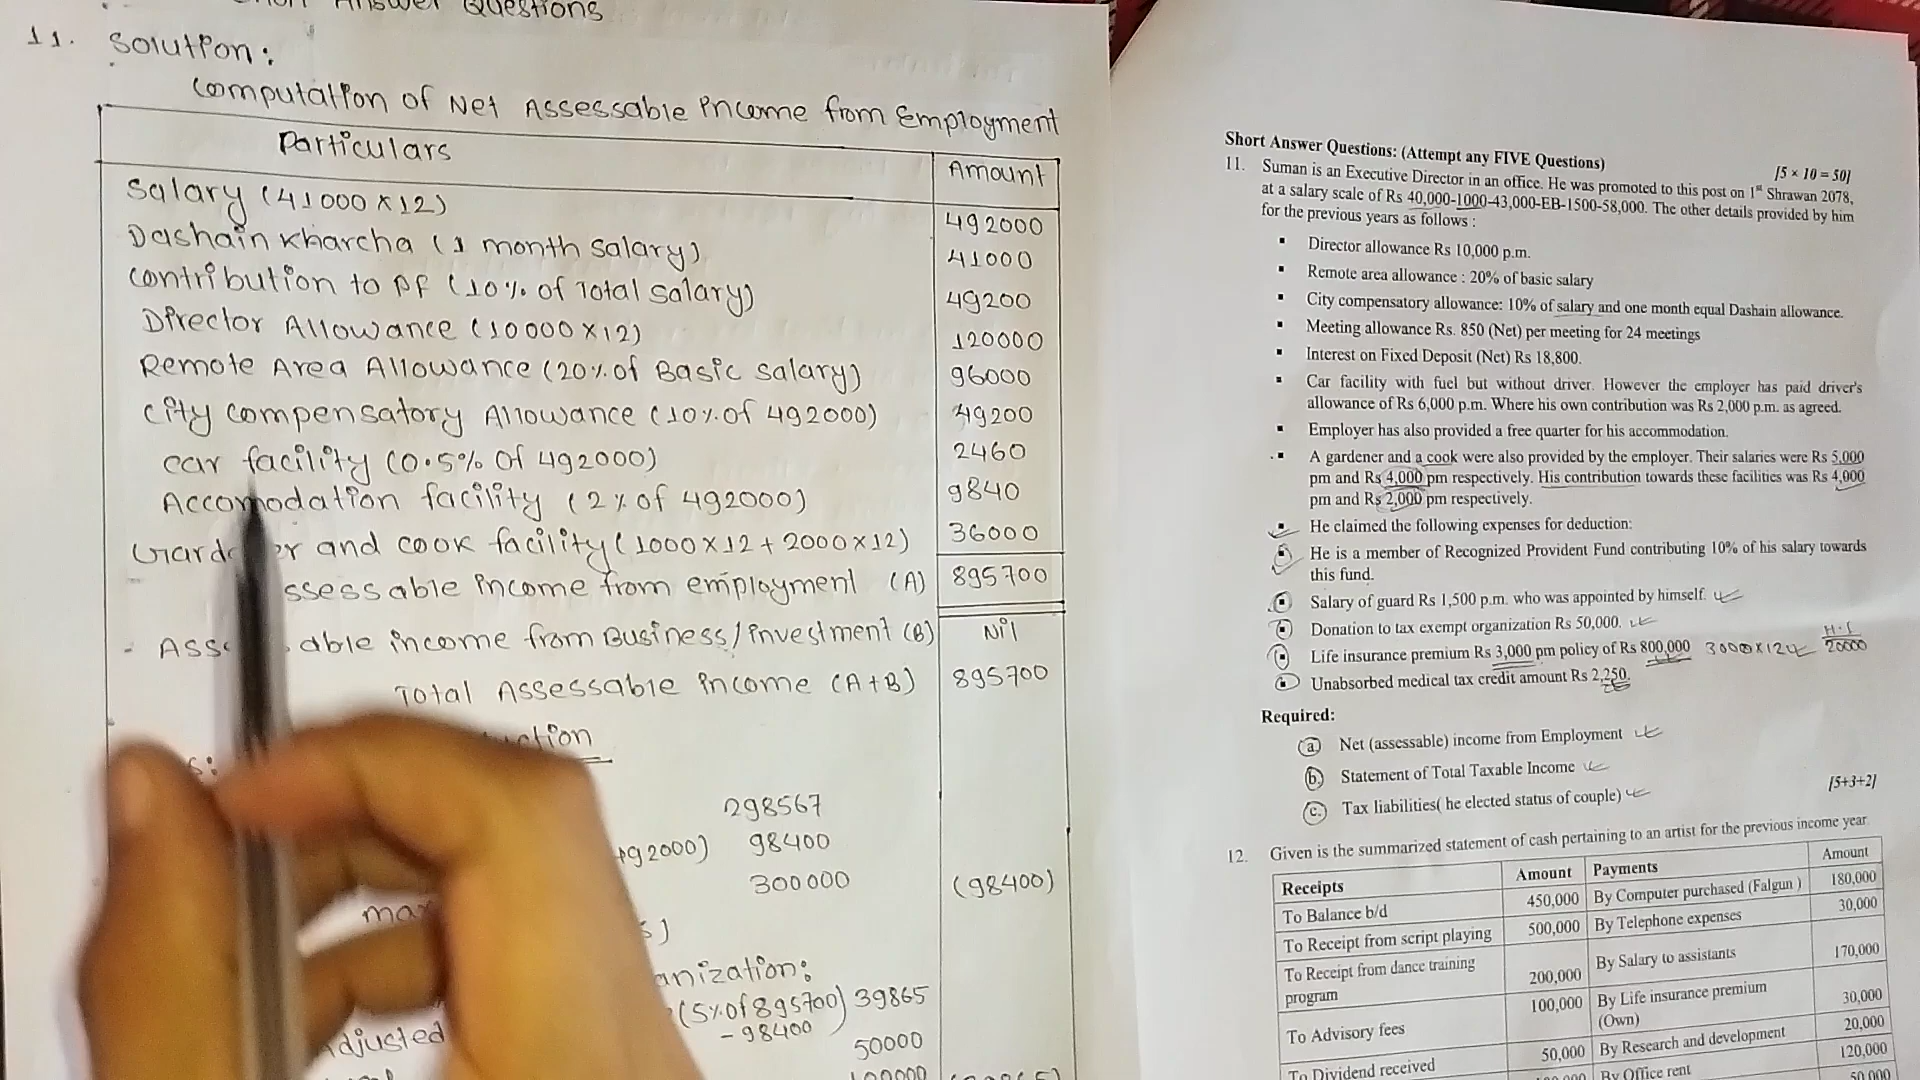 Answer Questions
11. Solution:
Computation of Net Assessable Income from Employment
Particulars
Amount
Salary (41000 × 12)
492000
Dashain kharcha (1 month salary)
41000
contribution to PF (10% of Total salary)
49200
Director Allowance (10000 × 12)
120000
Remote Area Allowance (20% of Basic salary)
96000
City compensatory Allowance (10% of 492000)
49200
car facility (0.5% of 492000)
2460
Accomodation facility (2% of 492000)
9840
and cook facility (1000 × 12 + 2000 × 12)
36000
ssessable income from employment (A)
895700
- able income from Business/investment (B)
Nil
Total Assessable income (A+B)
895700
298567
92000) 98400
300000
(98400)
anization:
(5% of 895700) 39865
- 98400
djusted
50000
100000
Short Answer Questions: (Attempt any FIVE Questions)
[5 × 10 = 50]
11. Suman is an Executive Director in an office. He was promoted to this post on 1st Shrawan 2078,
at a salary scale of Rs 40,000-1000-43,000-EB-1500-58,000. The other details provided by him
for the previous years as follows :
▪ Director allowance Rs 10,000 p.m.
▪ Remote area allowance : 20% of basic salary
▪ City compensatory allowance: 10% of salary and one month equal Dashain allowance.
▪ Meeting allowance Rs. 850 (Net) per meeting for 24 meetings
▪ Interest on Fixed Deposit (Net) Rs 18,800.
▪ Car facility with fuel but without driver. However the employer has paid driver's
allowance of Rs 6,000 p.m. Where his own contribution was Rs 2,000 p.m. as agreed.
▪ Employer has also provided a free quarter for his accommodation.
▪ A gardener and a cook were also provided by the employer. Their salaries were Rs 5,000
pm and Rs 4,000 pm respectively. His contribution towards these facilities was Rs 4,000
pm and Rs 2,000 pm respectively.
▪ He claimed the following expenses for deduction:
▪ He is a member of Recognized Provident Fund contributing 10% of his salary towards
this fund.
▪ Salary of guard Rs 1,500 p.m. who was appointed by himself.
▪ Donation to tax exempt organization Rs 50,000.
▪ Life insurance premium Rs 3,000 pm policy of Rs 800,000 3000×12
H.I
20000
▪ Unabsorbed medical tax credit amount Rs 2,250.
Required:
(a) Net (assessable) income from Employment
(b) Statement of Total Taxable Income
(c) Tax liabilities( he elected status of couple)
[5+3+2]
12. Given is the summarized statement of cash pertaining to an artist for the previous income year
Receipts Amount Payments Amount
To Balance b/d 450,000 By Computer purchased (Falgun ) 180,000
To Receipt from script playing 500,000 By Telephone expenses 30,000
To Receipt from dance training
program 200,000 By Salary to assistants 170,000
To Advisory fees 100,000 By Life insurance premium
(Own) 30,000
To Dividend received 50,000 By Research and development 20,000
By Office rent 120,000
50,000